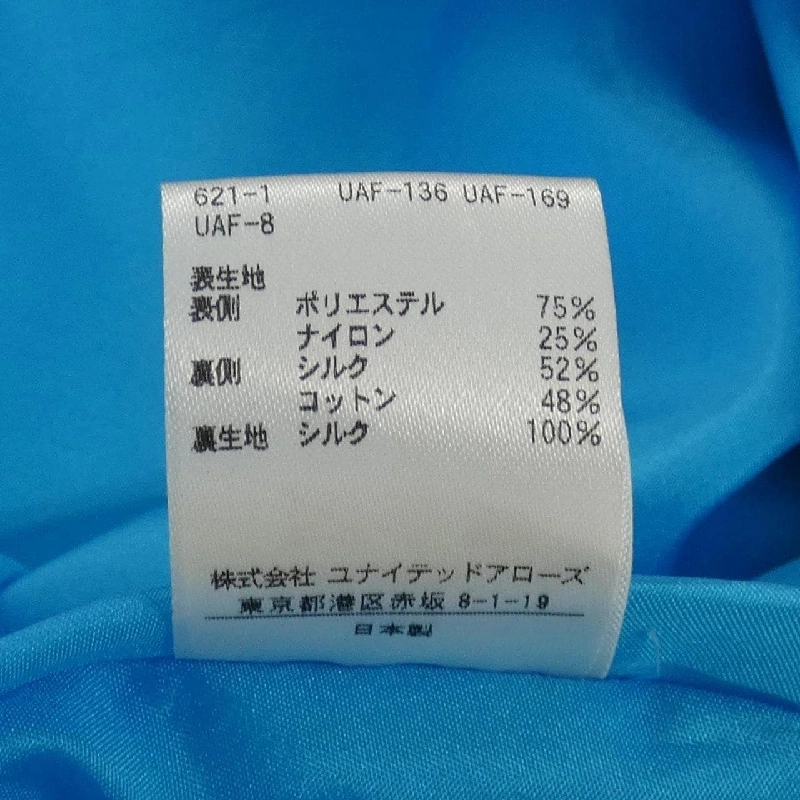 621-1 UAF-136 UAF-169
UAF-8
表生地
表側 ポリエステル 75%
ナイロン 25%
裏側 シルク 52%
コットン 48%
裏生地 シルク 100%
株式会社 ユナイテッドアローズ
東京都港区赤坂 8-1-19
日本製